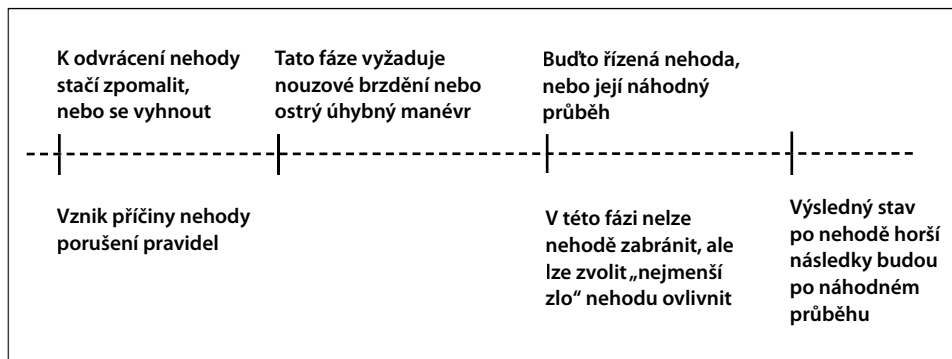 K odvrácení nehody
stačí zpomalit,
nebo se vyhnout
Tato fáze vyžaduje
nouzové brzdění nebo
ostrý úhybný manévr
Buďto řízená nehoda,
nebo její náhodný
průběh
Vznik příčiny nehody
porušení pravidel
V této fázi nelze
nehodě zabránit, ale
lze zvolit „nejmenší
zlo“ nehodu ovlivnit
Výsledný stav
po nehodě horší
následky budou
po náhodném
průběhu